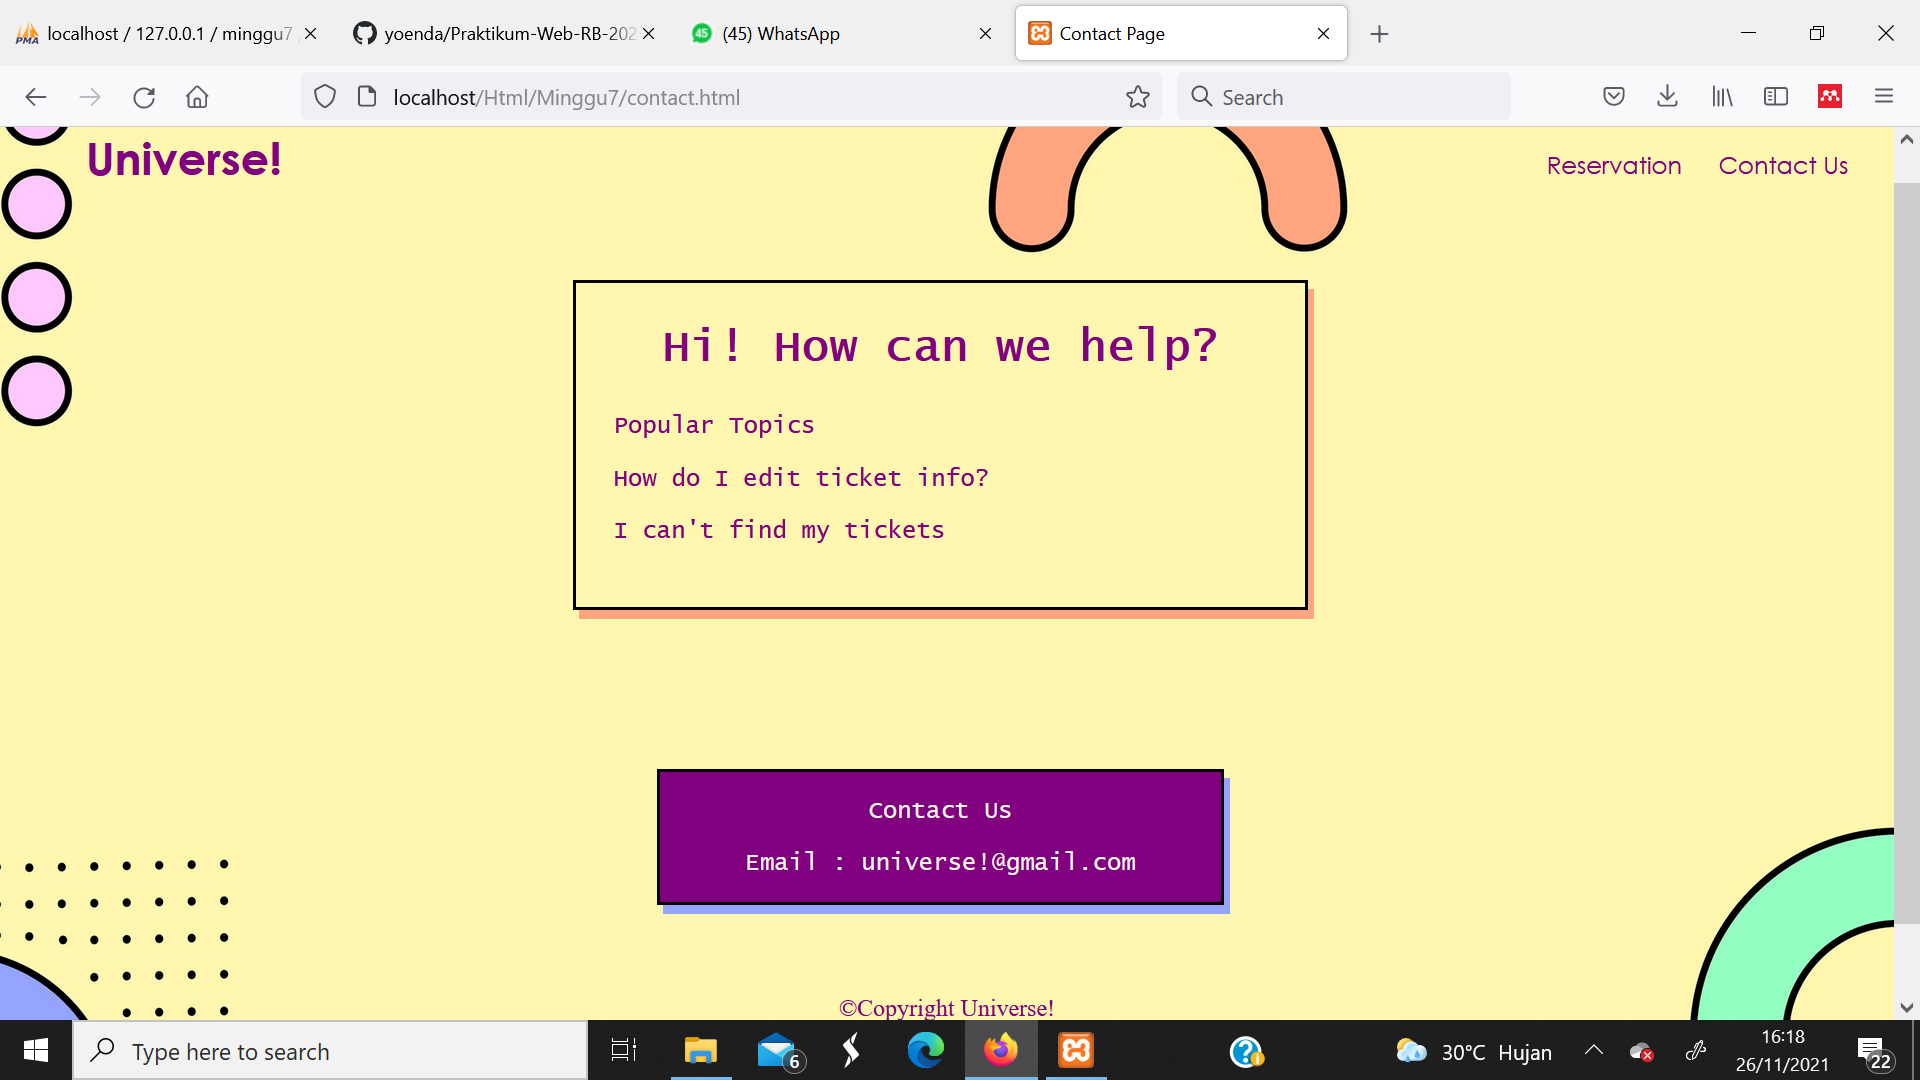 localhost / 127.0.0.1 / minggu7
yoenda/Praktikum-Web-RB-202
45 (45) WhatsApp
Contact Page
localhost/Html/Minggu7/contact.html
Search
Universe!
Reservation
Contact Us
Hi! How can we help?
Popular Topics
How do I edit ticket info?
I can't find my tickets
Contact Us
Email : universe!@gmail.com
©Copyright Universe!
Type here to search
6
30°C Hujan
16:18
26/11/2021
22
PMA